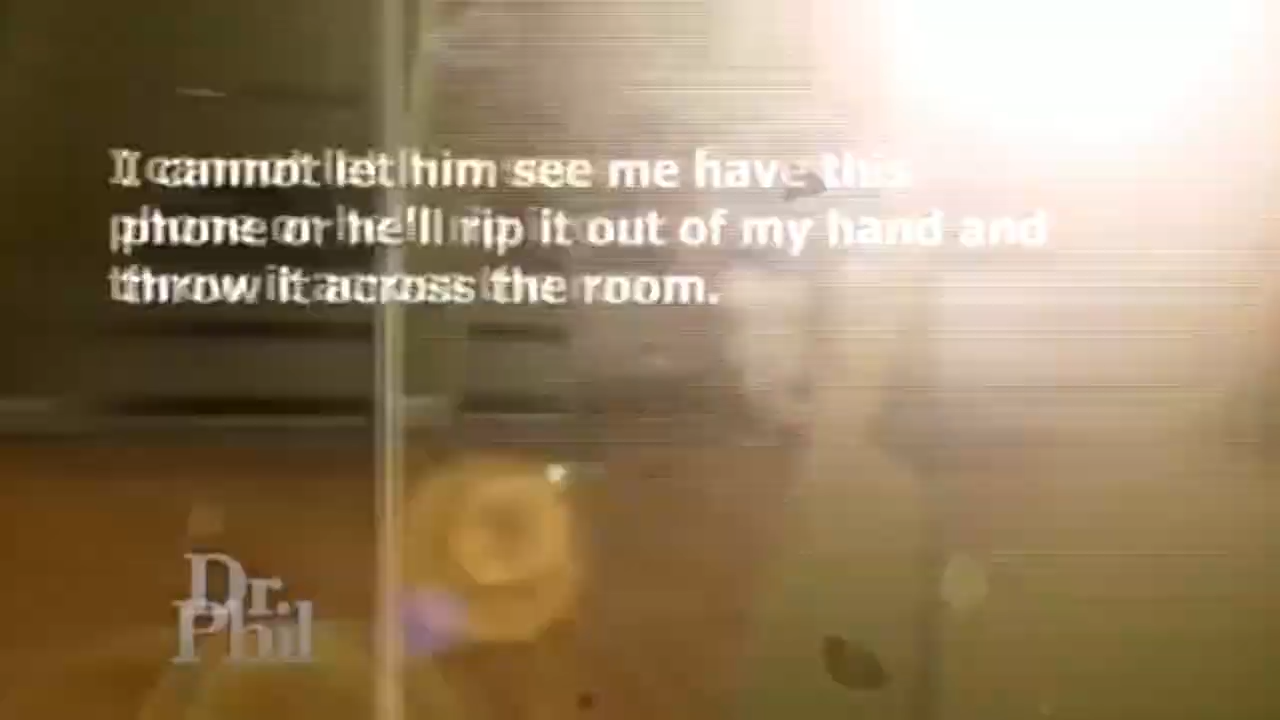 I cannot let him see me have this
phone or he'll rip it out of my hand and
throw it across the room.
Dr.
Phil